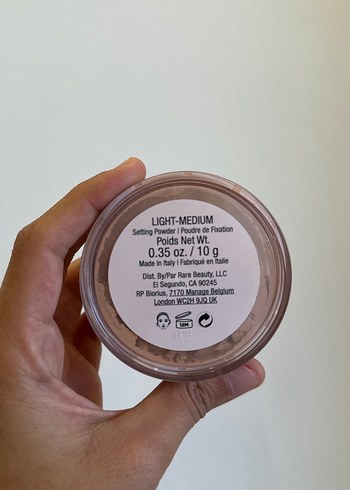 LIGHT-MEDIUM
Setting Powder | Poudre de Fixation
Poids Net Wt.
0.35 oz. / 10 g
Made in Italy | Fabriqué en Italie
Dist. By/Par Rare Beauty, LLC
El Segundo, CA 90245
RP Biorius, 7170 Manage Belgium
London WC2H 9JQ UK
12M